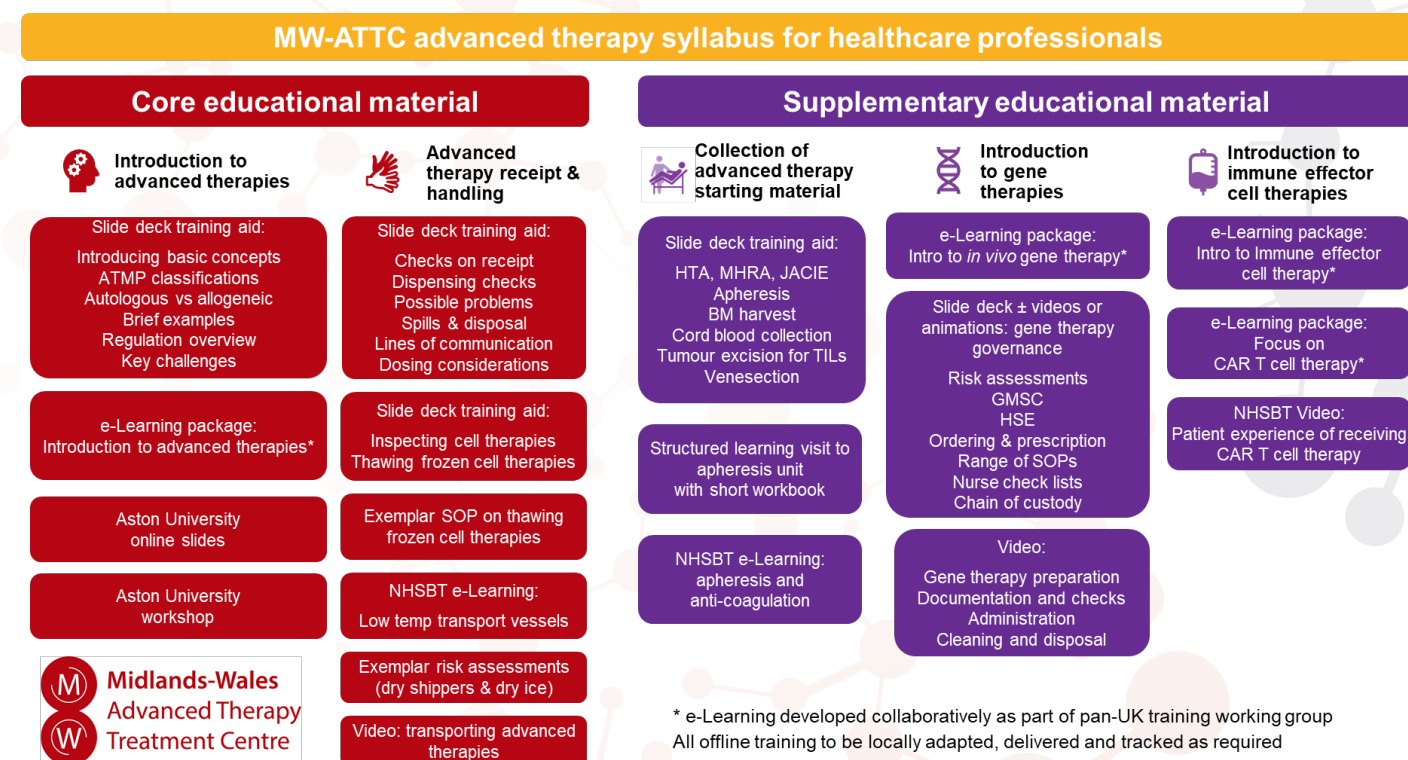 MW-ATTC advanced therapy syllabus for healthcare professionals
Core educational material
Introduction to
advanced therapies
Slide deck training aid:
Introducing basic concepts
ATMP classifications
Autologous vs allogeneic
Brief examples
Regulation overview
Key challenges
e-Learning package:
Introduction to advanced therapies*
Aston University
online slides
Aston University
workshop
M
W
Midlands-Wales
Advanced Therapy
Treatment Centre
Advanced
therapy receipt &
handling
Slide deck training aid:
Checks on receipt
Dispensing checks
Possible problems
Spills & disposal
Lines of communication
Dosing considerations
Slide deck training aid:
Inspecting cell therapies
Thawing frozen cell therapies
Exemplar SOP on thawing
frozen cell therapies
NHSBT e-Learning:
Low temp transport vessels
Exemplar risk assessments
(dry shippers & dry ice)
Video: transporting advanced
therapies
Supplementary educational material
Collection of
advanced therapy
starting material
Slide deck training aid:
HTA, MHRA, JACIE
Apheresis
BM harvest
Cord blood collection
Tumour excision for TILs
Venesection
Structured learning visit to
apheresis unit
with short workbook
NHSBT e-Learning:
apheresis and
anti-coagulation
Introduction
to gene
therapies
e-Learning package:
Intro to in vivo gene therapy*
Slide deck ± videos or
animations: gene therapy
governance
Risk assessments
GMSC
HSE
Ordering & prescription
Range of SOPs
Nurse check lists
Chain of custody
Video:
Gene therapy preparation
Documentation and checks
Administration
Cleaning and disposal
Introduction to
immune effector
cell therapies
e-Learning package:
Intro to Immune effector
cell therapy*
e-Learning package:
Focus on
CAR T cell therapy*
NHSBT Video:
Patient experience of receiving
CAR T cell therapy
* e-Learning developed collaboratively as part of pan-UK training working group
All offline training to be locally adapted, delivered and tracked as required